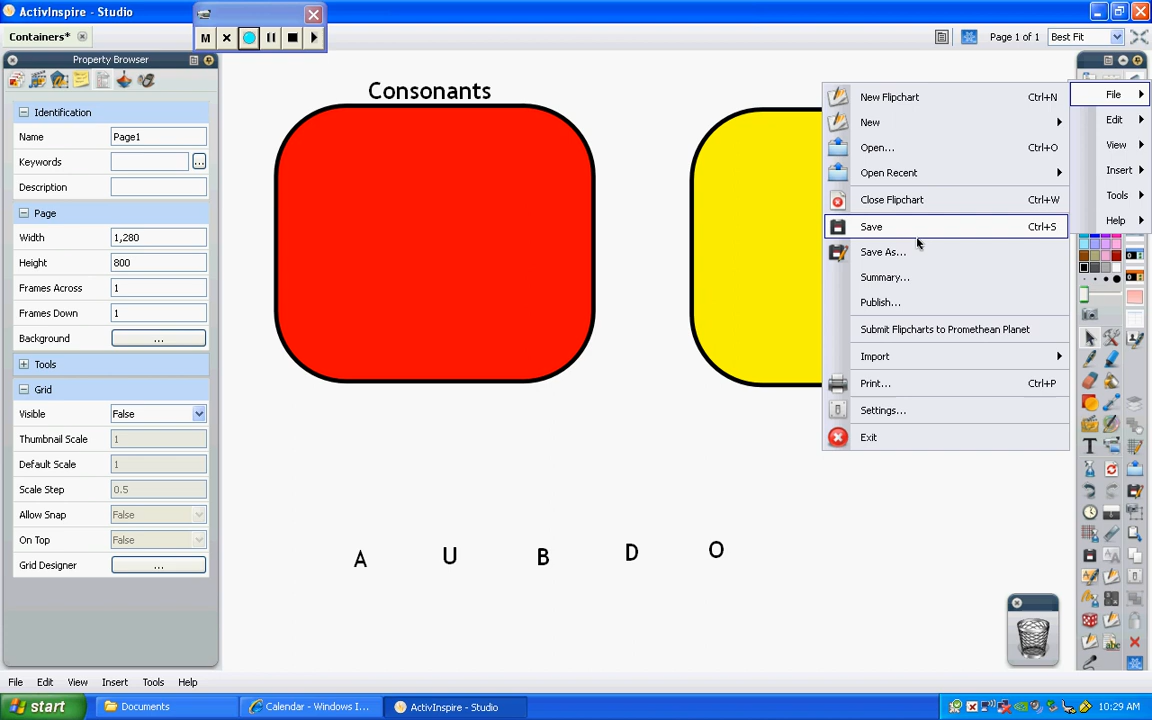 ActivInspire - Studio
Containers*
M
Page 1 of 1
Best Fit
Property Browser
Identification
Name
Page1
Keywords
...
Description
Page
Width
1,280
Height
800
Frames Across
1
Frames Down
1
Background
...
Tools
Grid
Visible
False
Thumbnail Scale
1
Default Scale
1
Scale Step
0.5
Allow Snap
False
On Top
False
Grid Designer
...
Consonants
A U B D O
New Flipchart Ctrl+N
New
Open... Ctrl+O
Open Recent
Close Flipchart Ctrl+W
Save Ctrl+S
Save As...
Summary...
Publish...
Submit Flipcharts to Promethean Planet
Import
Print... Ctrl+P
Settings...
Exit
File
Edit
View
Insert
Tools
Help
File Edit View Insert Tools Help
start
Documents
Calendar - Windows I...
ActivInspire - Studio
10:29 AM